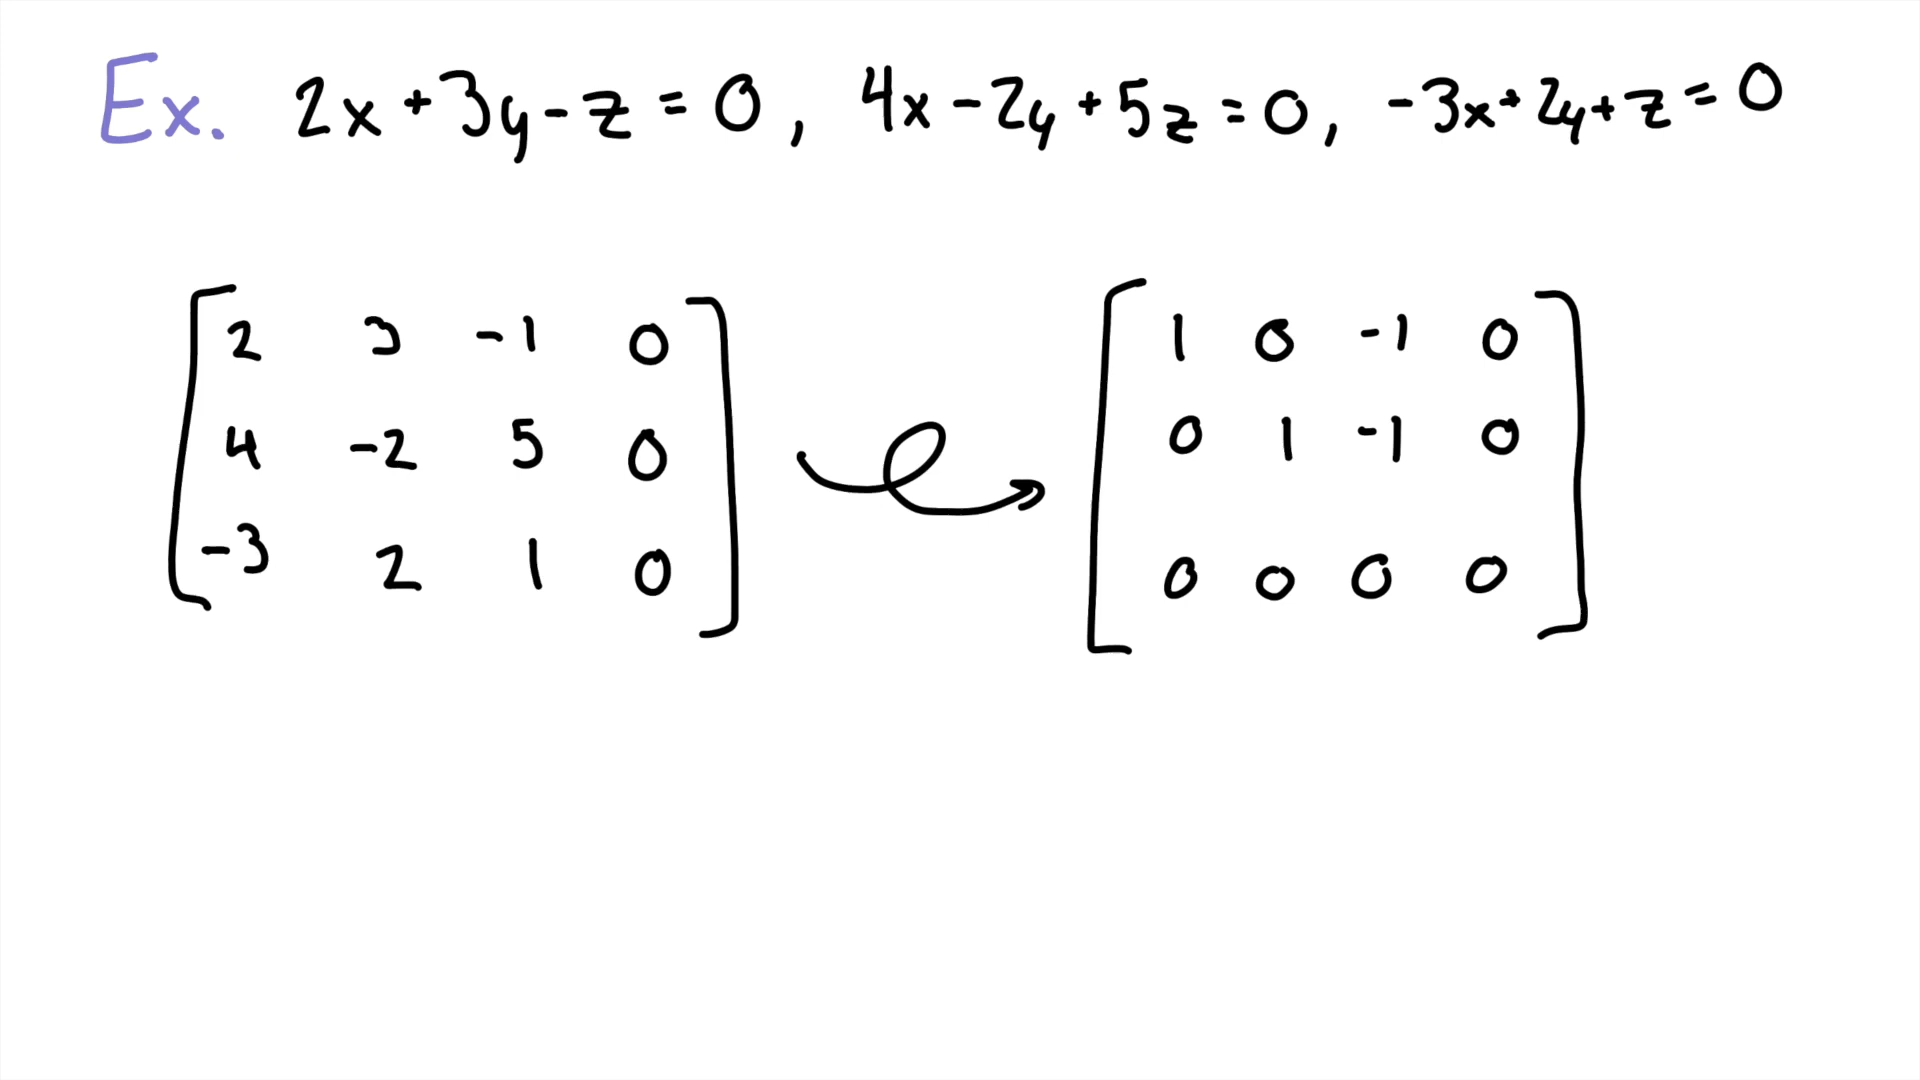 Ex. 2x+3y-z=0, 4x-2y+5z=0, -3x+2y+z=0
2 3 -1 0 1 0 -1 0
4 -2 5 0 0 1 -1 0
-3 2 1 0 0 0 0 0